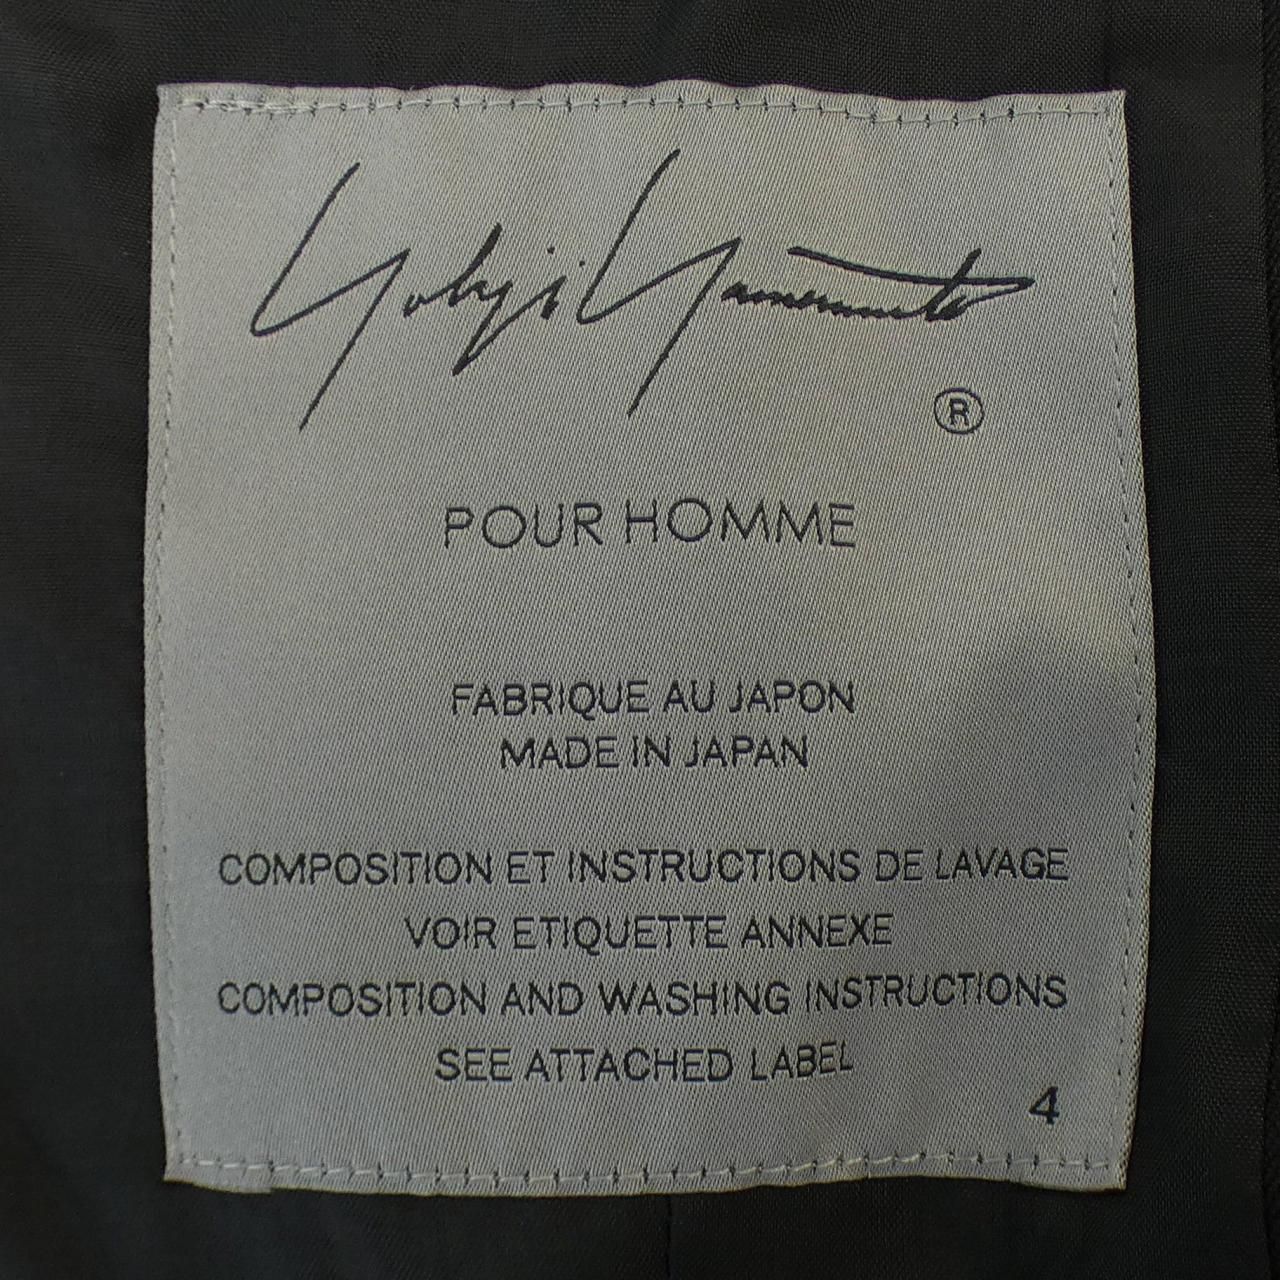 Yohji Yamamoto
®
POUR HOMME
FABRIQUE AU JAPON
MADE IN JAPAN
COMPOSITION ET INSTRUCTIONS DE LAVAGE
VOIR ETIQUETTE ANNEXE
COMPOSITION AND WASHING INSTRUCTIONS
SEE ATTACHED LABEL
4